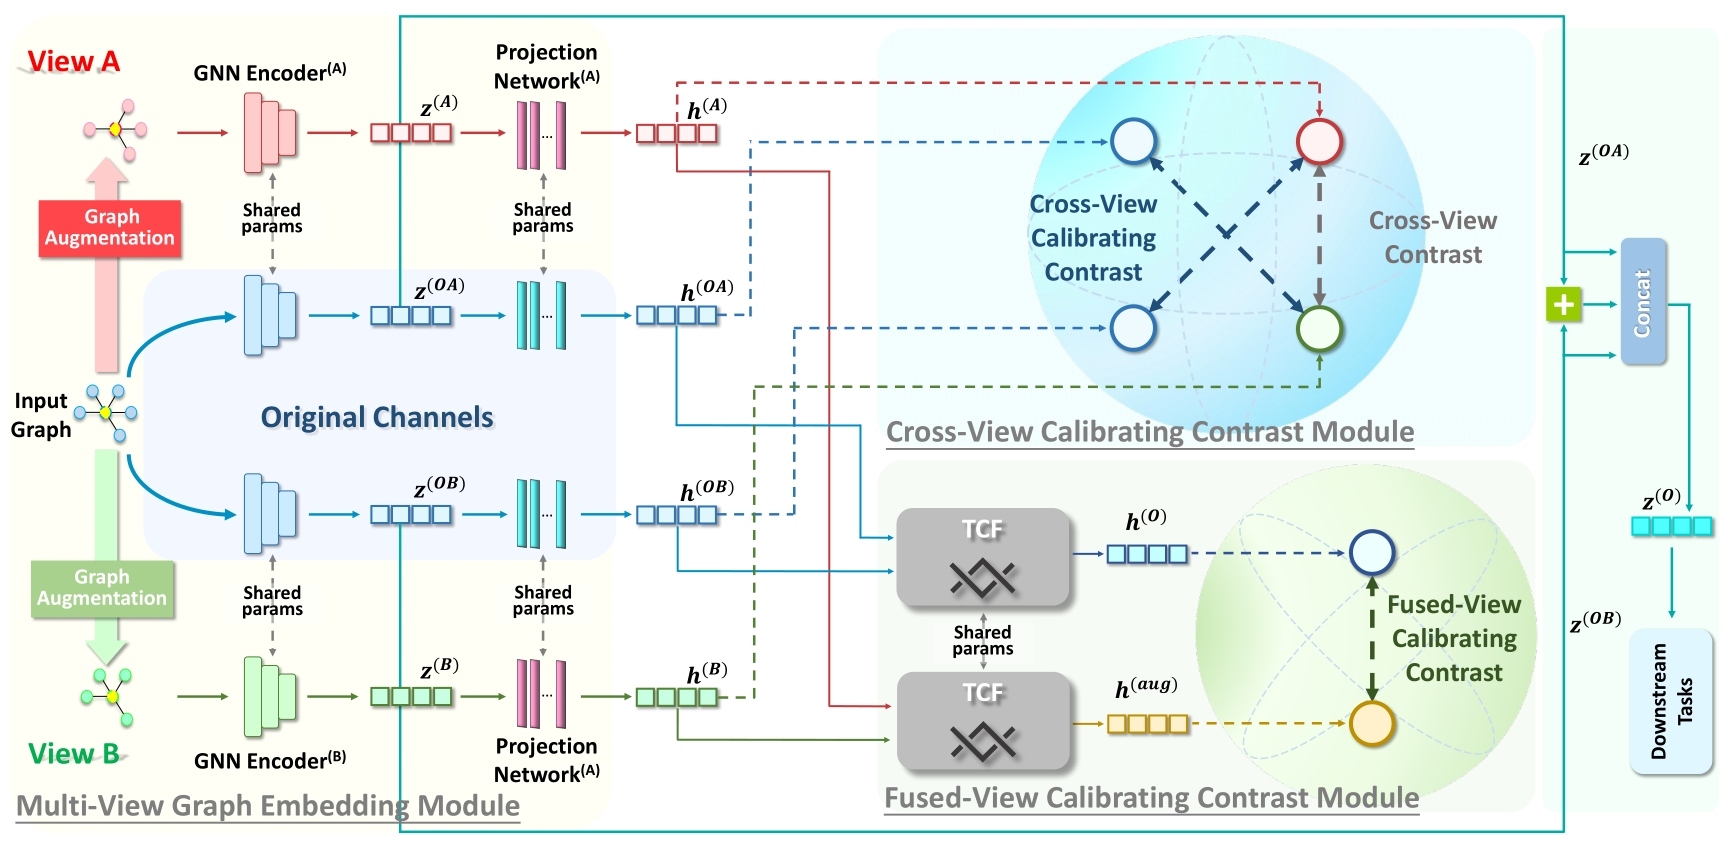 View A
GNN Encoder(A)
z(A)
Projection
Network(A)
...
h(A)
Graph
Augmentation
Shared
params
Shared
params
z(OA)
...
h(OA)
Input
Graph
Original Channels
z(OB)
...
h(OB)
Graph
Augmentation
Shared
params
Shared
params
z(B)
...
h(B)
View B
GNN Encoder(B)
Projection
Network(A)
Multi-View Graph Embedding Module
Cross-View
Calibrating
Contrast
Cross-View
Contrast
Cross-View Calibrating Contrast Module
TCF
h(O)
Shared
params
TCF
h(aug)
Fused-View
Calibrating
Contrast
Fused-View Calibrating Contrast Module
z(OA)
+
Concat
z(O)
z(OB)
Downstream
Tasks